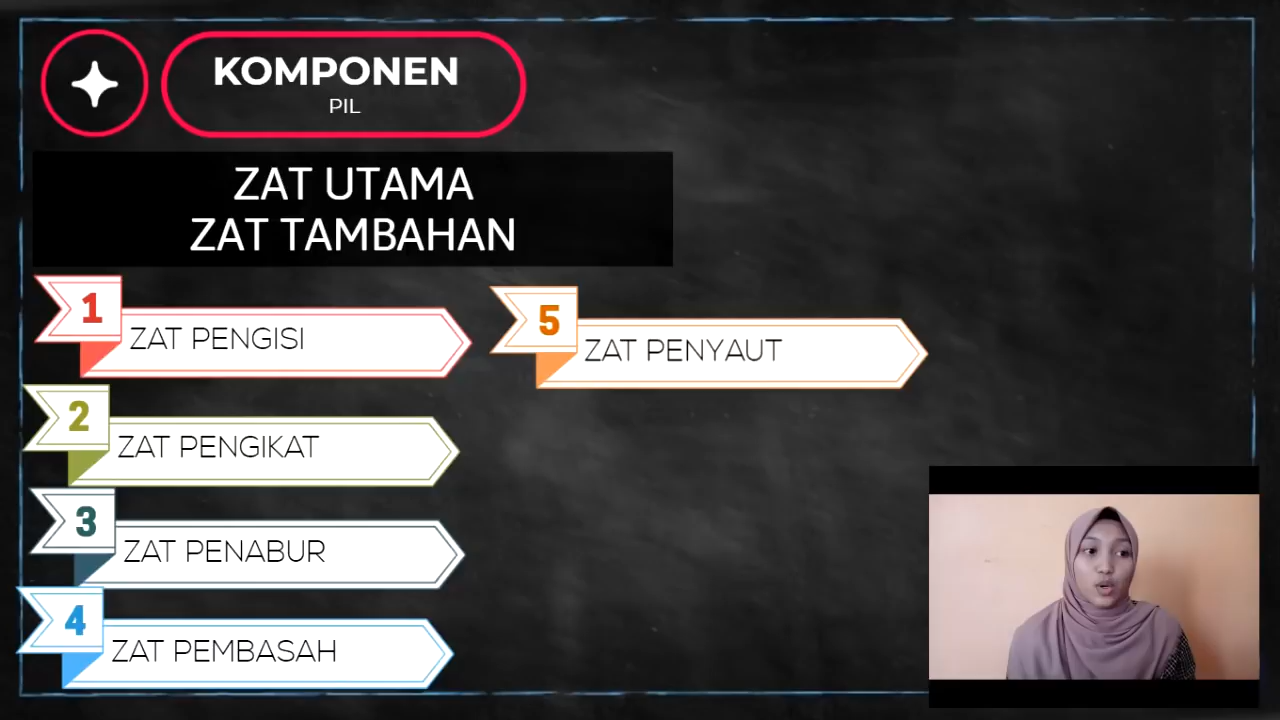 KOMPONEN
PIL
ZAT UTAMA
ZAT TAMBAHAN
1
ZAT PENGISI
2
ZAT PENGIKAT
3
ZAT PENABUR
4
ZAT PEMBASAH
5
ZAT PENYAUT